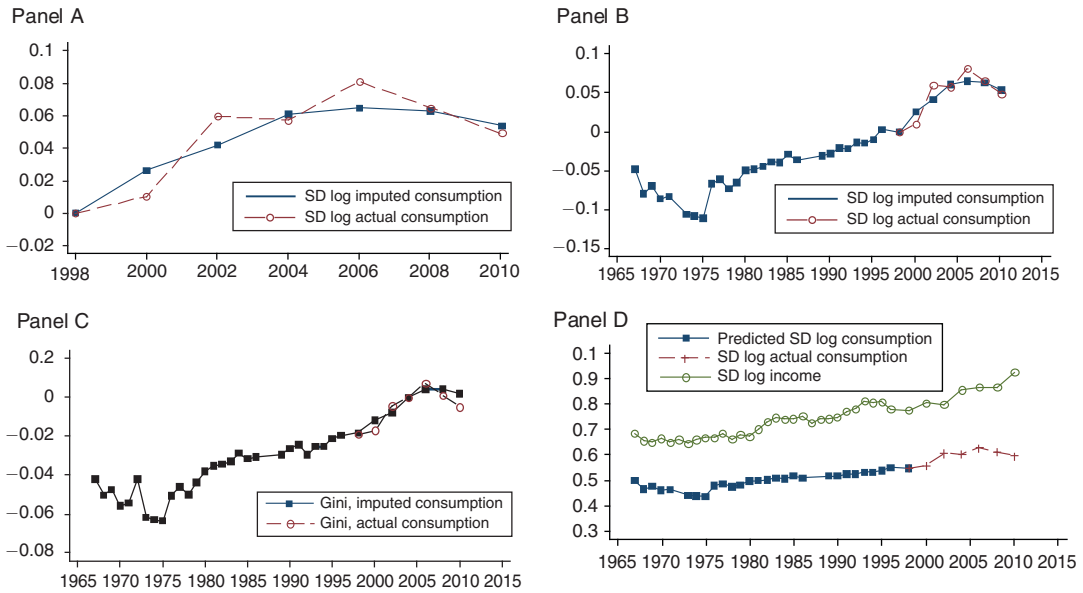 Panel A
0.1
0.08
0.06
0.04
0.02
0
−0.02
1998 2000 2002 2004 2006 2008 2010
SD log imputed consumption
SD log actual consumption
Panel B
0.1
0.05
0
−0.05
−0.1
−0.15
1965 1970 1975 1980 1985 1990 1995 2000 2005 2010 2015
SD log imputed consumption
SD log actual consumption
Panel C
0.2
0
−0.02
−0.04
−0.06
−0.08
1965 1970 1975 1980 1985 1990 1995 2000 2005 2010 2015
Gini, imputed consumption
Gini, actual consumption
Panel D
Predicted SD log consumption
SD log actual consumption
SD log income
0.1
0.9
0.8
0.7
0.6
0.5
0.4
0.3
1965 1970 1975 1980 1985 1990 1995 2000 2005 2010 2015